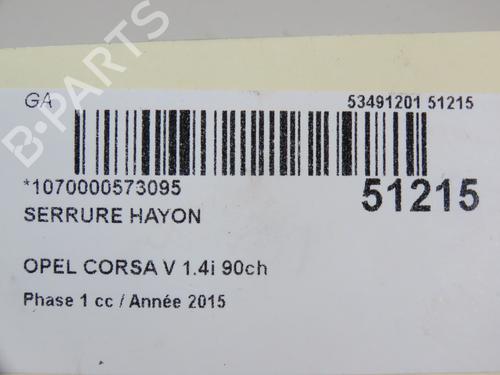 GA
53491201 51215
*1070000573095
51215
SERRURE HAYON
OPEL CORSA V 1.4i 90ch
Phase 1 cc / Année 2015
B-PARTS